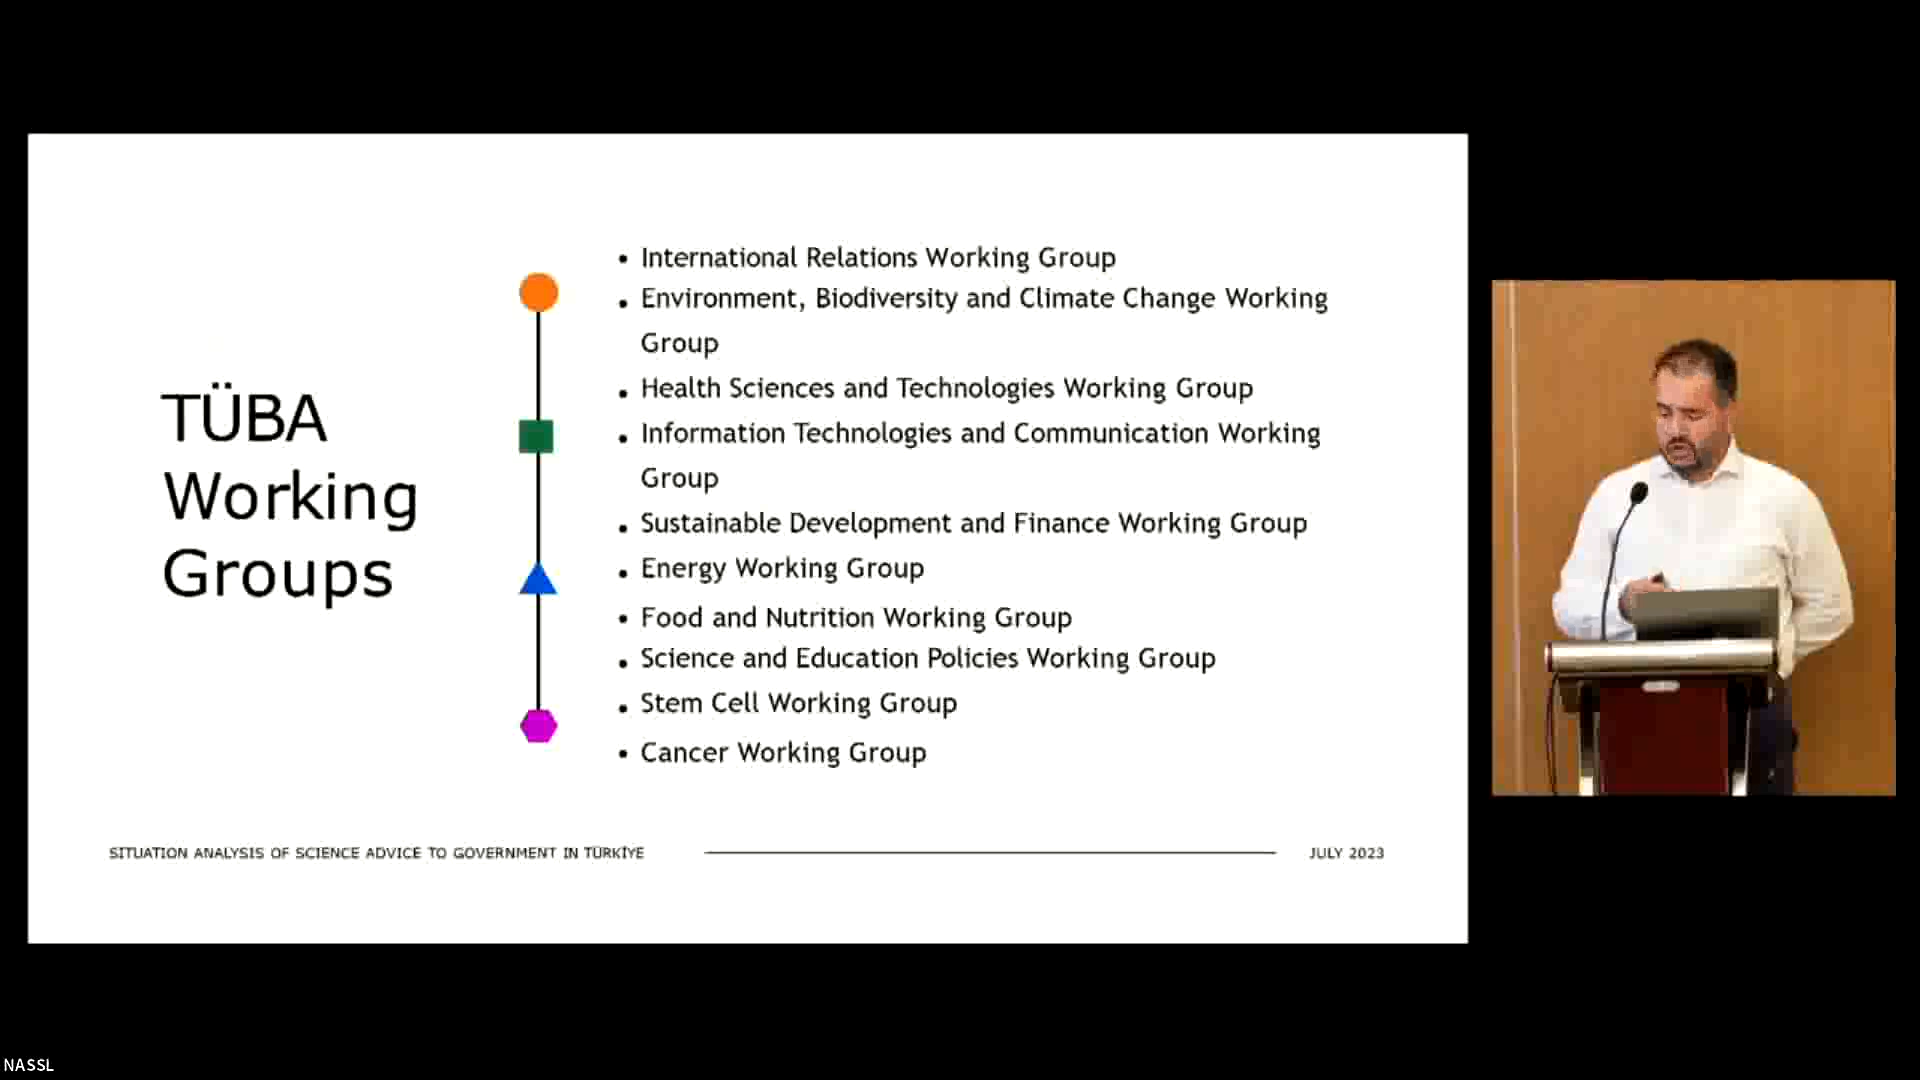 TÜBA
Working
Groups
• International Relations Working Group
• Environment, Biodiversity and Climate Change Working
Group
• Health Sciences and Technologies Working Group
• Information Technologies and Communication Working
Group
• Sustainable Development and Finance Working Group
• Energy Working Group
• Food and Nutrition Working Group
• Science and Education Policies Working Group
• Stem Cell Working Group
• Cancer Working Group
SITUATION ANALYSIS OF SCIENCE ADVICE TO GOVERNMENT IN TÜRKİYE
JULY 2023
NASSL